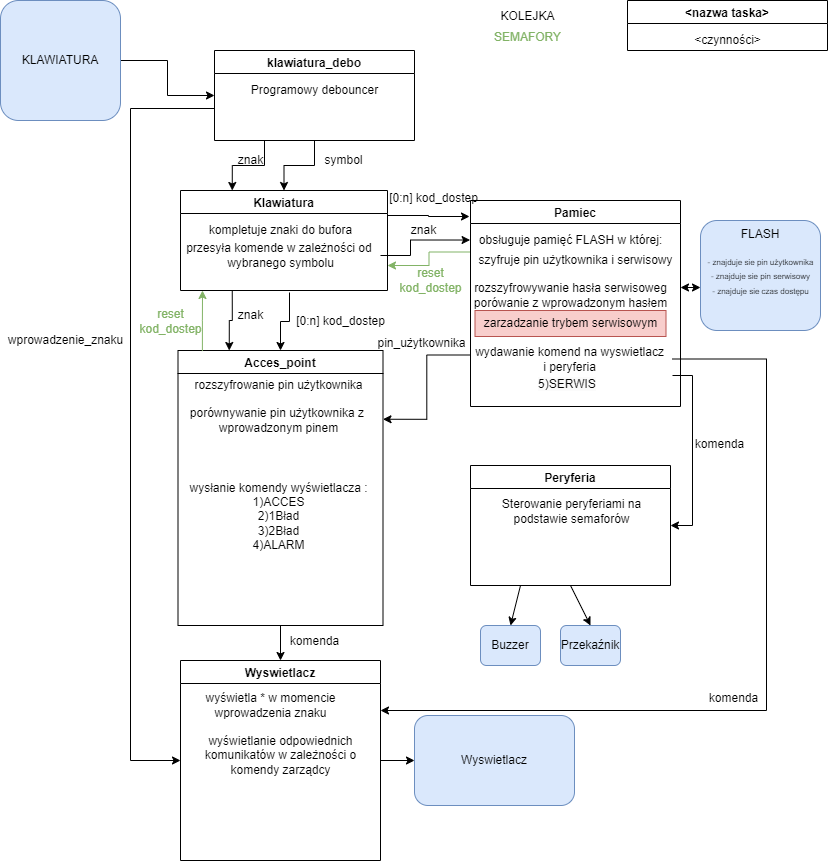 KOLEJKA
SEMAFORY
<nazwa taska>
<czynności>
KLAWIATURA
klawiatura_debo
Programowy debouncer
znak
symbol
Klawiatura
kompletuje znaki do bufora
przesyła komende w zależności od
wybranego symbolu
[0:n] kod_dostep
znak
reset
kod_dostep
Pamiec
obsługuje pamięć FLASH w której:
szyfruje pin użytkownika i serwisowy
rozszyfrowywanie hasła serwisoweg
porówanie z wprowadzonym hasłem
zarzadzanie trybem serwisowym
wydawanie komend na wyswietlacz
i peryferia
5)SERWIS
FLASH
- znajduje sie pin użytkownika
- znajduje sie pin serwisowy
- znajduje sie czas dostępu
reset
kod_dostep
znak
[0:n] kod_dostep
wprowadzenie_znaku
pin_użytkownika
Acces_point
rozszyfrowanie pin użytkownika
porównywanie pin użytkownika z
wprowadzonym pinem
wysłanie komendy wyświetlacza :
1)ACCES
2)1Bład
3)2Bład
4)ALARM
komenda
Peryferia
Sterowanie peryferiami na
podstawie semaforów
Buzzer
Przekaźnik
komenda
komenda
Wyswietlacz
wyświetla * w momencie
wprowadzenia znaku
wyświetlanie odpowiednich
komunikatów w zależności o
komendy zarządcy
Wyswietlacz